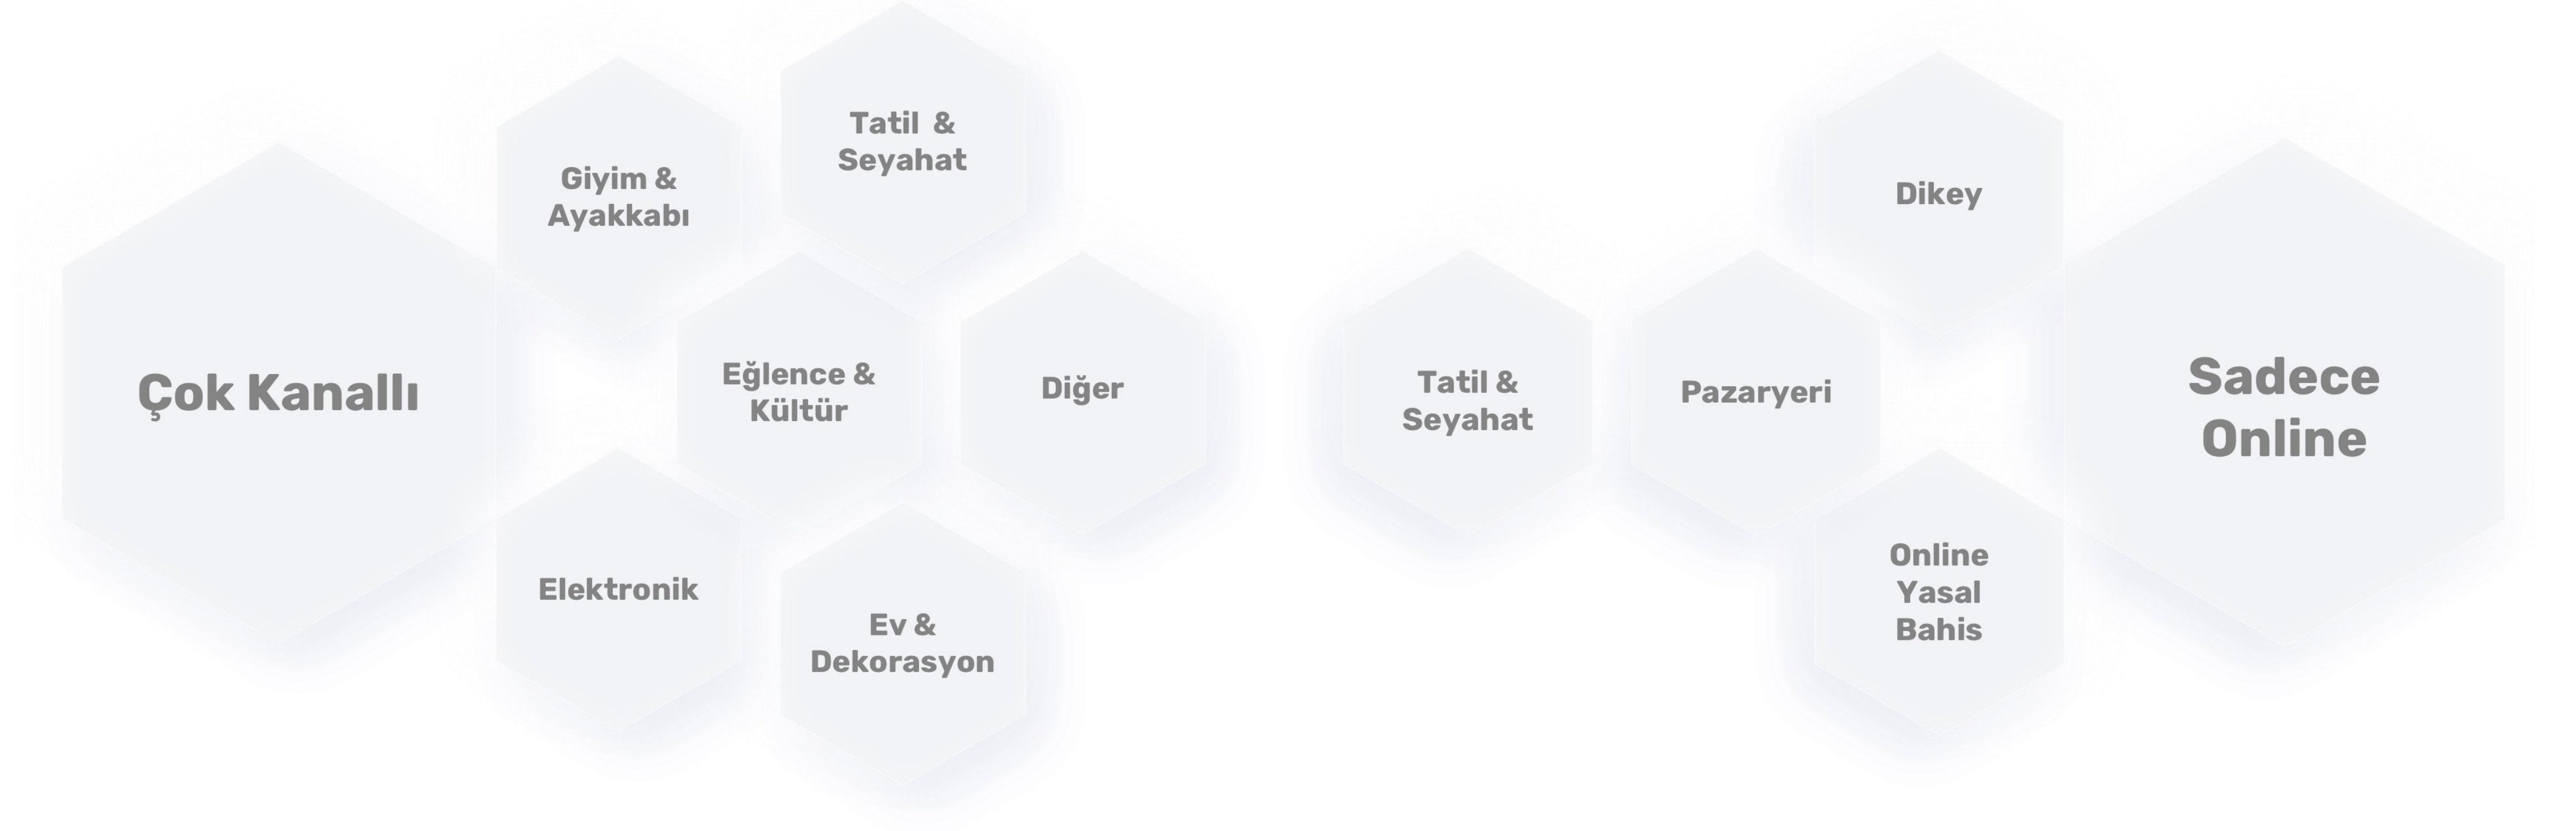 Çok Kanallı
Giyim &
Ayakkabı
Tatil &
Seyahat
Eğlence &
Kültür
Diğer
Elektronik
Ev &
Dekorasyon
Tatil &
Seyahat
Pazaryeri
Dikey
Online
Yasal
Bahis
Sadece
Online